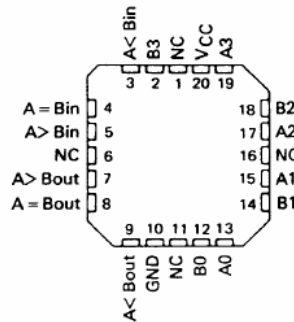 A< Bin
B3
NC
VCC
A3
3 2 1 20 19
A = Bin 4
A> Bin 5
NC 6
A> Bout 7
A = Bout 8
18 B2
17 A2
16 NC
15 A1
14 B1
9 10 11 12 13
A< Bout
GND
NC
B0
A0